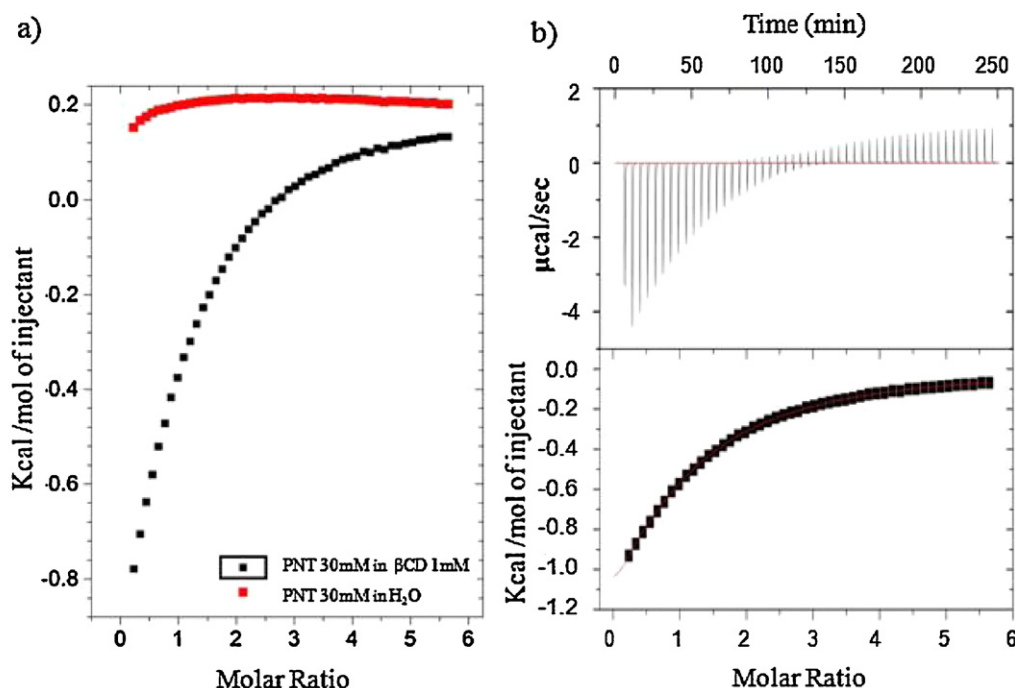 a)
0.2
0.0
-0.2
-0.4
-0.6
-0.8
Kcal /mol of injectant
PNT 30mM in βCD 1mM
PNT 30mM in H₂O
0 1 2 3 4 5 6
Molar Ratio
b)
Time (min)
0 50 100 150 200 250
2
0
-2
-4
µcal/sec
0.0
-0.2
-0.4
-0.6
-0.8
-1.0
-1.2
Kcal /mol of injectant
0 1 2 3 4 5 6
Molar Ratio